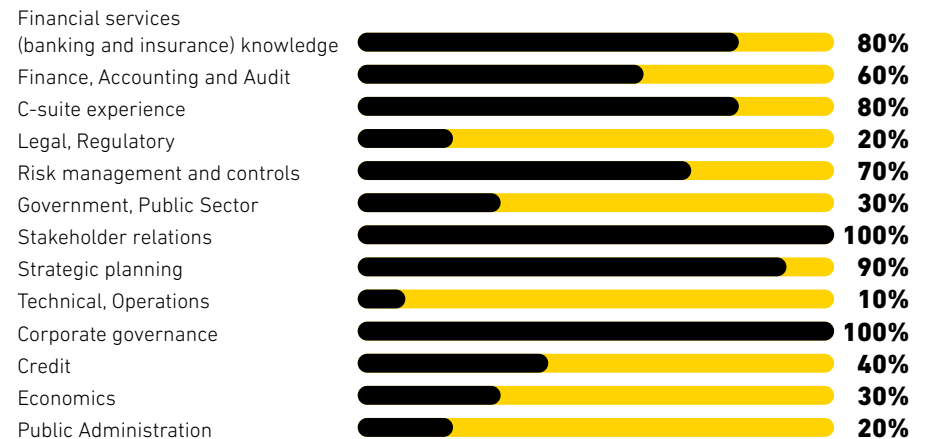 Financial services
(banking and insurance) knowledge 80%
Finance, Accounting and Audit 60%
C-suite experience 80%
Legal, Regulatory 20%
Risk management and controls 70%
Government, Public Sector 30%
Stakeholder relations 100%
Strategic planning 90%
Technical, Operations 10%
Corporate governance 100%
Credit 40%
Economics 30%
Public Administration 20%